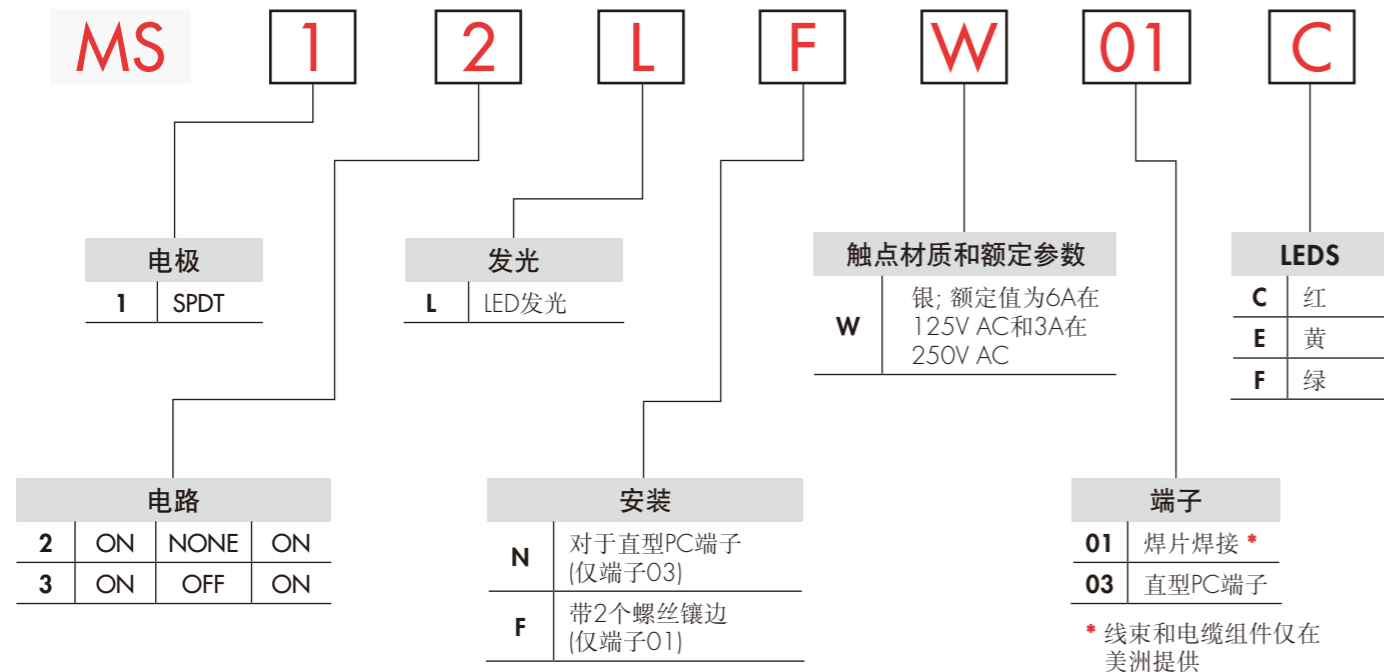 MS 1 2 L F W 01 C
电极
1 SPDT
发光
L LED发光
触点材质和额定参数
W 银; 额定值为6A在
125V AC和3A在
250V AC
LEDS
C 红
E 黄
F 绿
电路
2 ON NONE ON
3 ON OFF ON
安装
N 对于直型PC端子
(仅端子03)
F 带2个螺丝镶边
(仅端子01)
端子
01 焊片焊接 *
03 直型PC端子
* 线束和电缆组件仅在
美洲提供